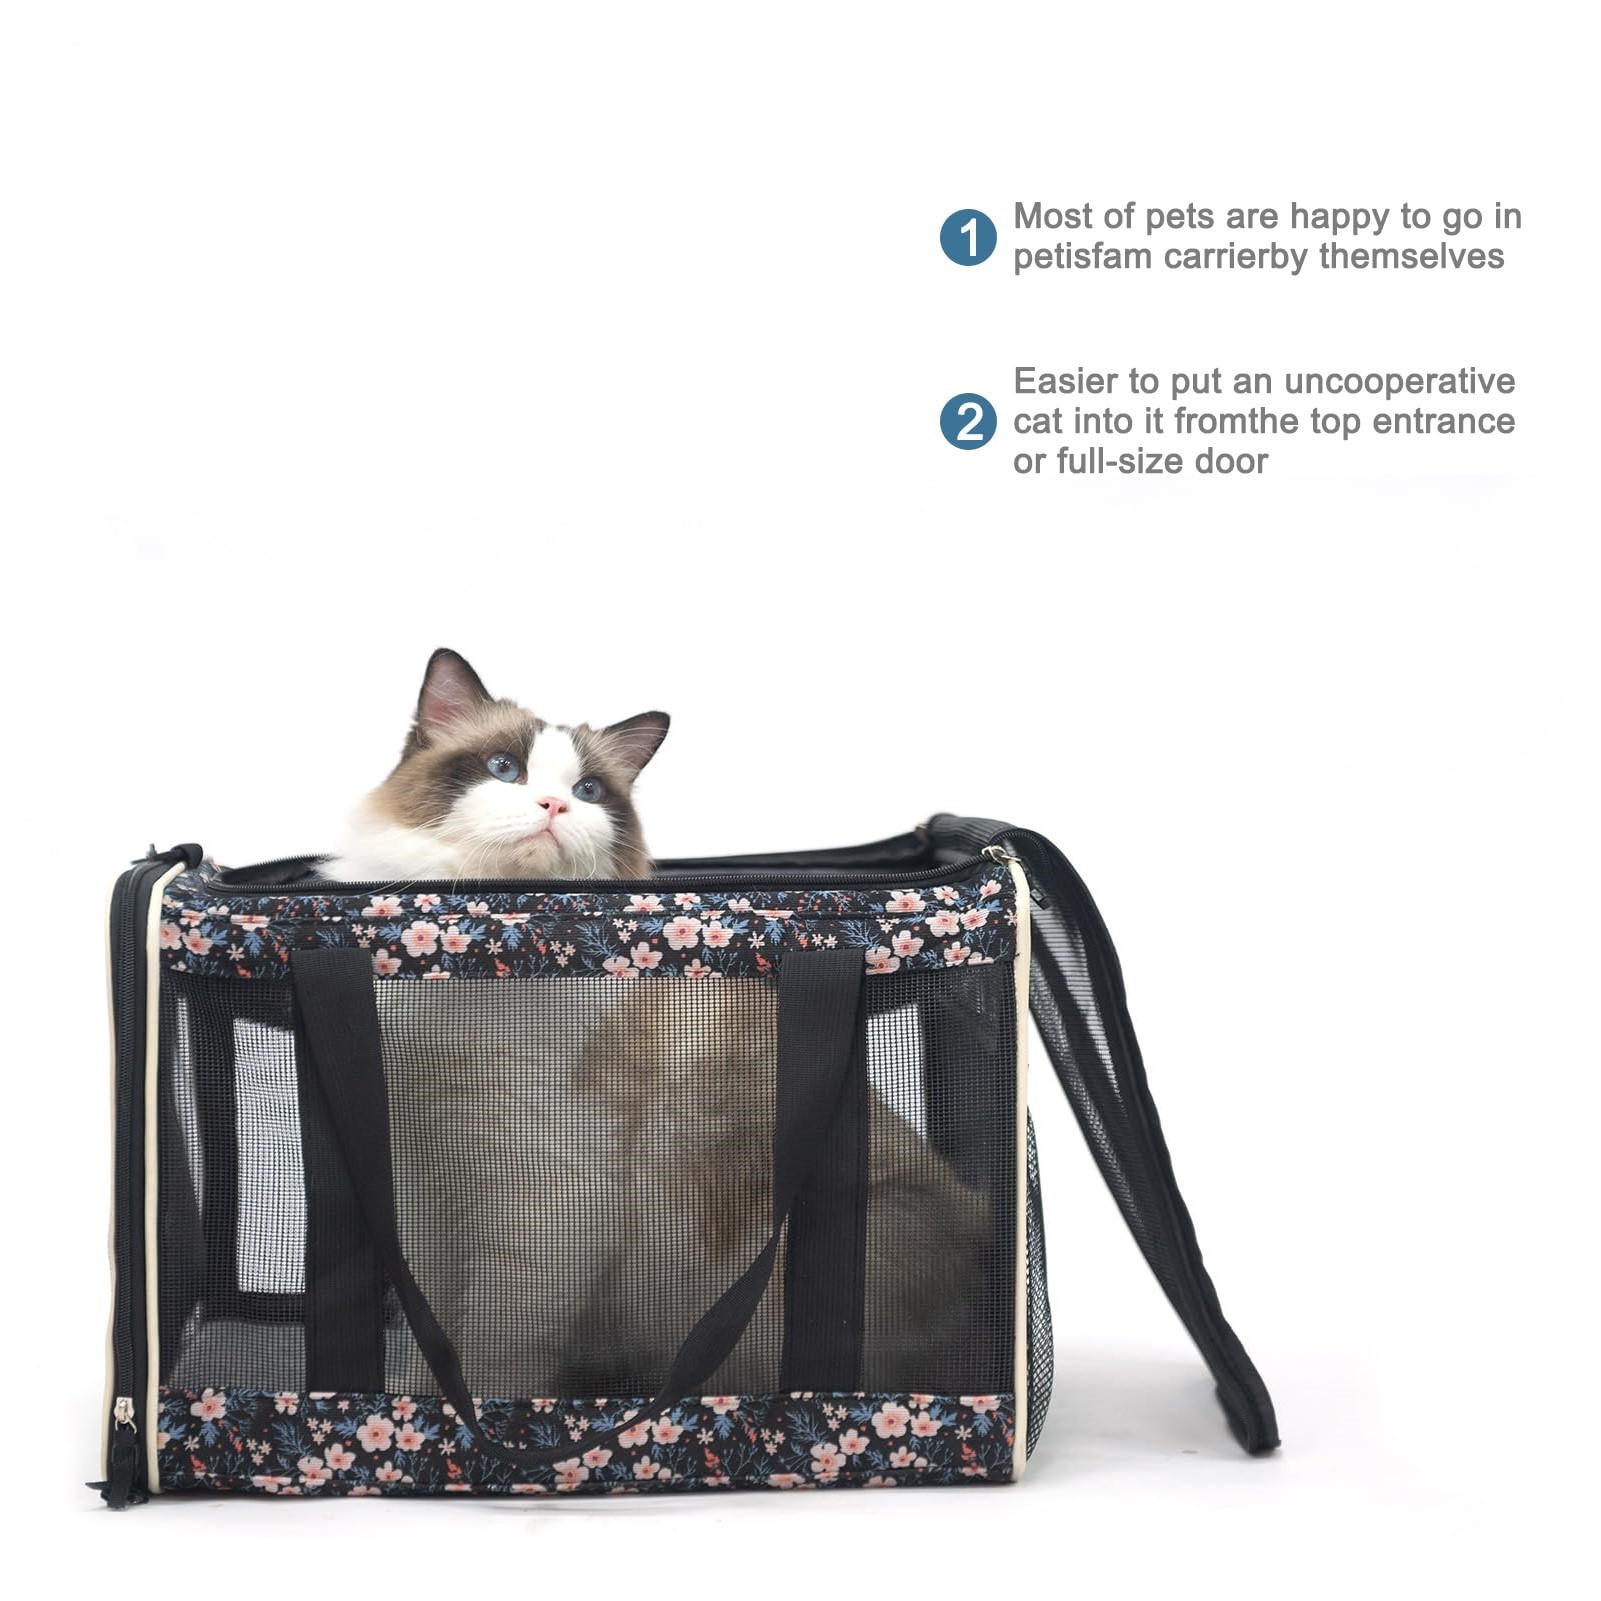 1 Most of pets are happy to go in
petisfam carrierby themselves
2 Easier to put an uncooperative
cat into it fromthe top entrance
or full-size door